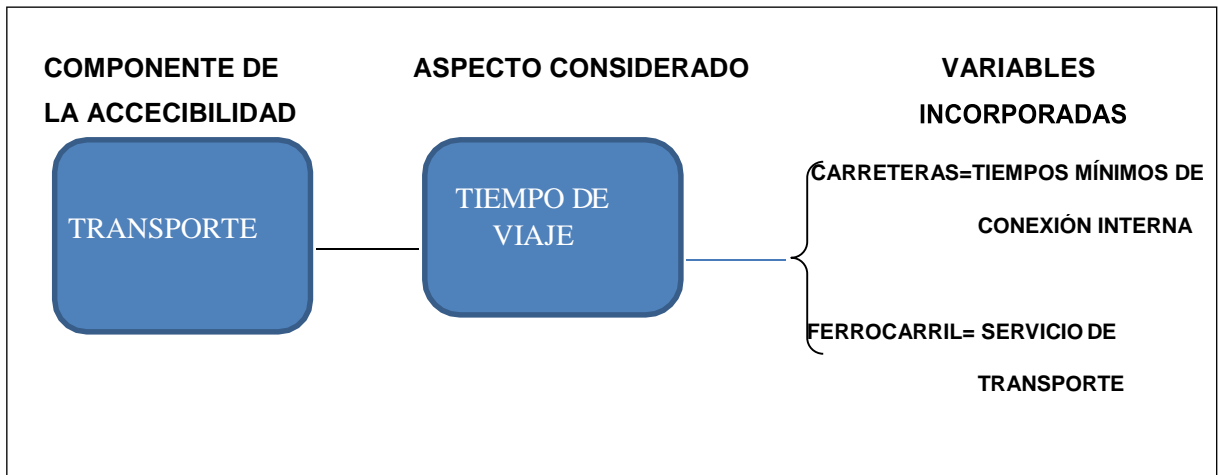 COMPONENTE DE
LA ACCECIBILIDAD
ASPECTO CONSIDERADO
VARIABLES
INCORPORADAS
TRANSPORTE
TIEMPO DE
VIAJE
CARRETERAS=TIEMPOS MÍNIMOS DE
CONEXIÓN INTERNA
FERROCARRIL= SERVICIO DE
TRANSPORTE